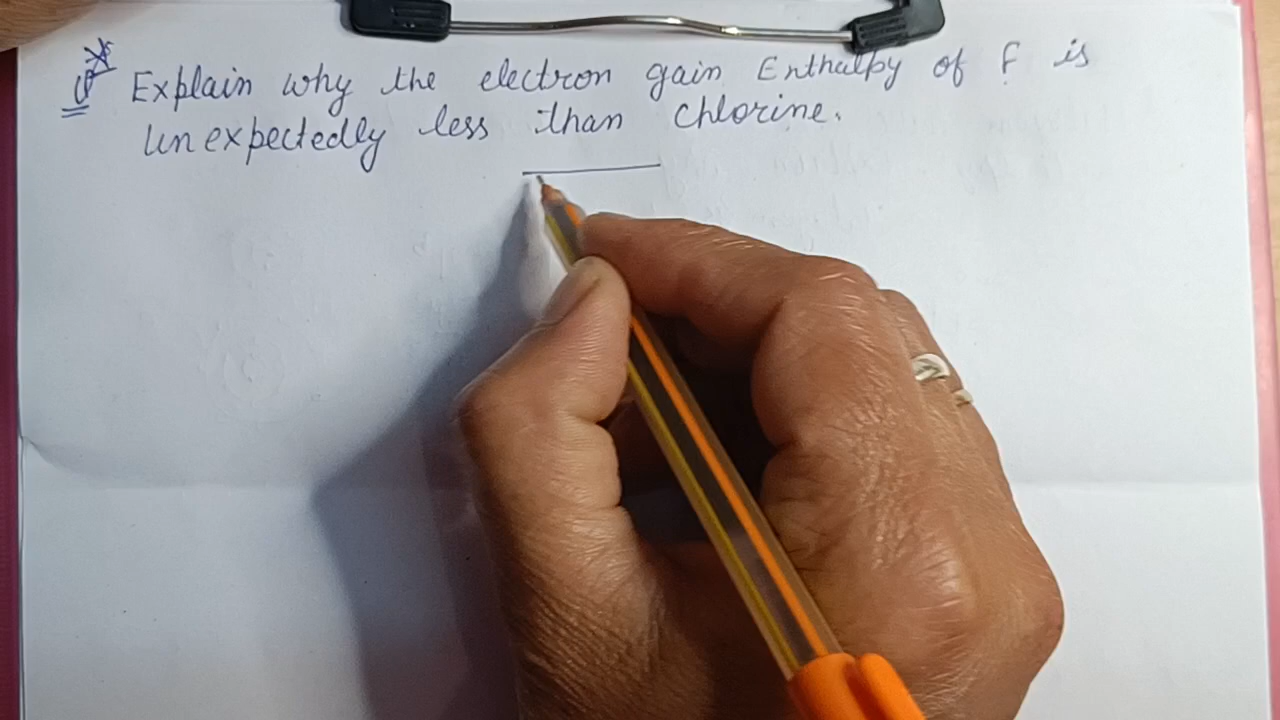 Explain why the electron gain Enthalpy of F is
unexpectedly less than chlorine.